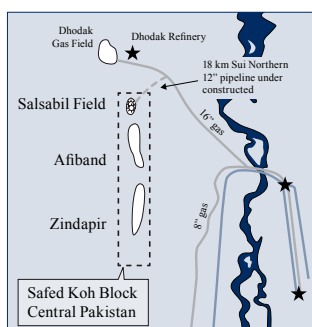 Dhodak
Gas Field
Dhodak Refinery
18 km Sui Northern
12” pipeline under
constructed
Salsabil Field
16” gas
Afiband
8” gas
Zindapir
Safed Koh Block
Central Pakistan